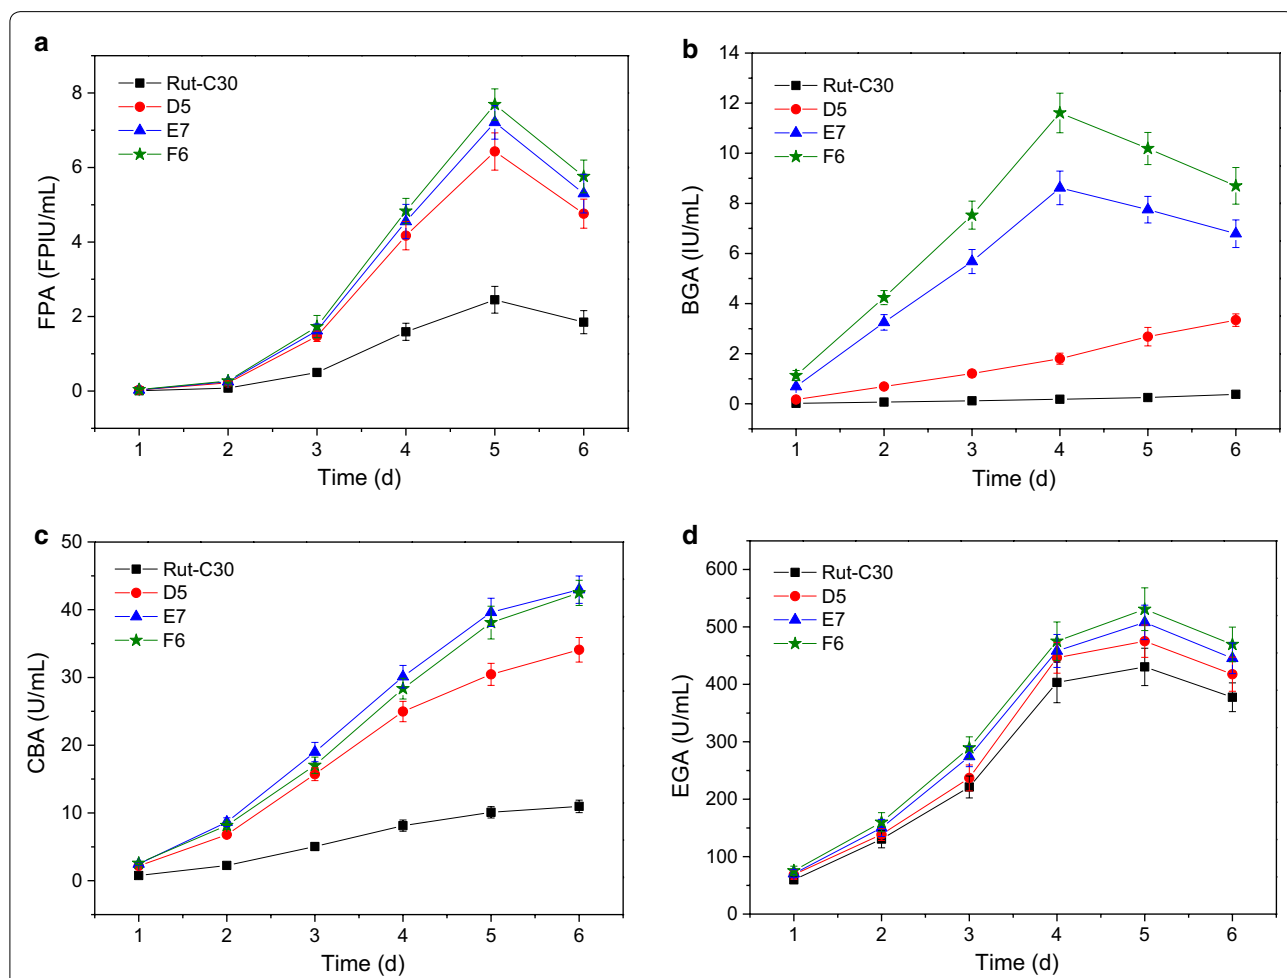 a
FPA (FPIU/mL)
8
6
4
2
0
Rut-C30
D5
E7
F6
1 2 3 4 5 6
Time (d)
b
BGA (IU/mL)
14
12
10
8
6
4
2
0
Rut-C30
D5
E7
F6
1 2 3 4 5 6
Time (d)
c
CBA (U/mL)
50
40
30
20
10
0
Rut-C30
D5
E7
F6
1 2 3 4 5 6
Time (d)
d
EGA (U/mL)
600
500
400
300
200
100
0
Rut-C30
D5
E7
F6
1 2 3 4 5 6
Time (d)